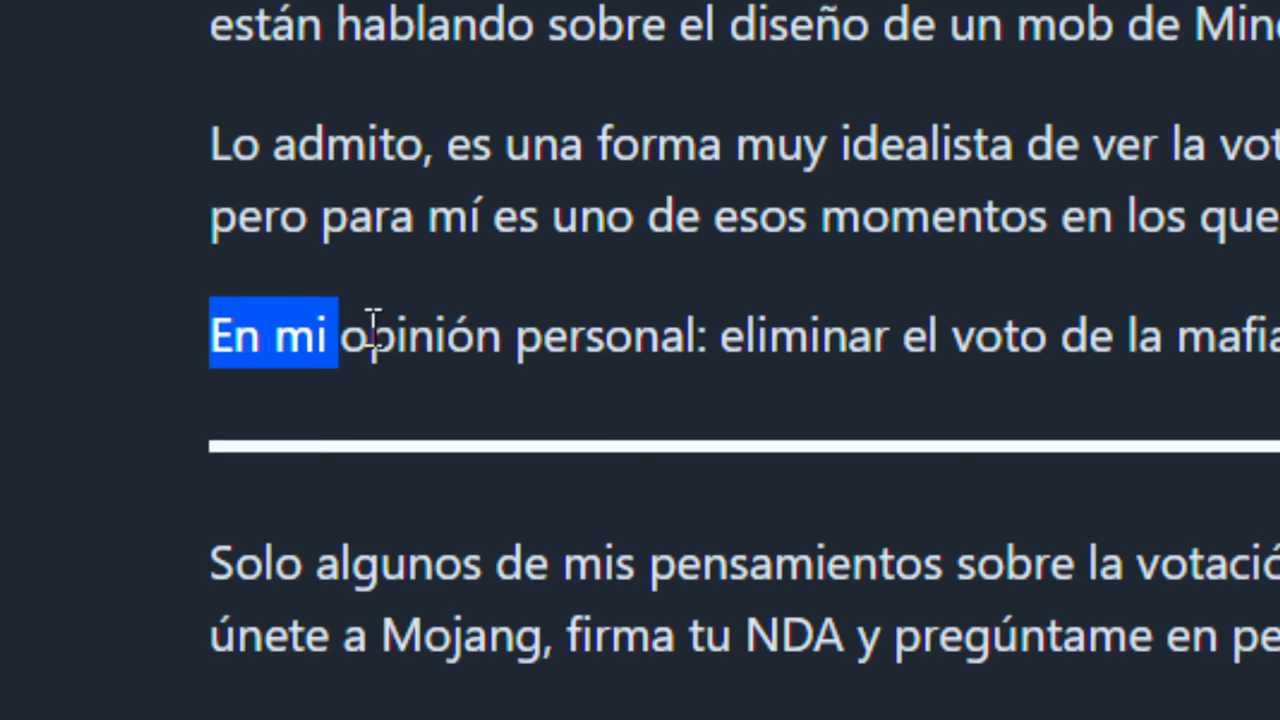 están hablando sobre el diseño de un mob de Min
Lo admito, es una forma muy idealista de ver la vot
pero para mí es uno de esos momentos en los que
En mi opinión personal: eliminar el voto de la mafia
Solo algunos de mis pensamientos sobre la votació
únete a Mojang, firma tu NDA y pregúntame en pe